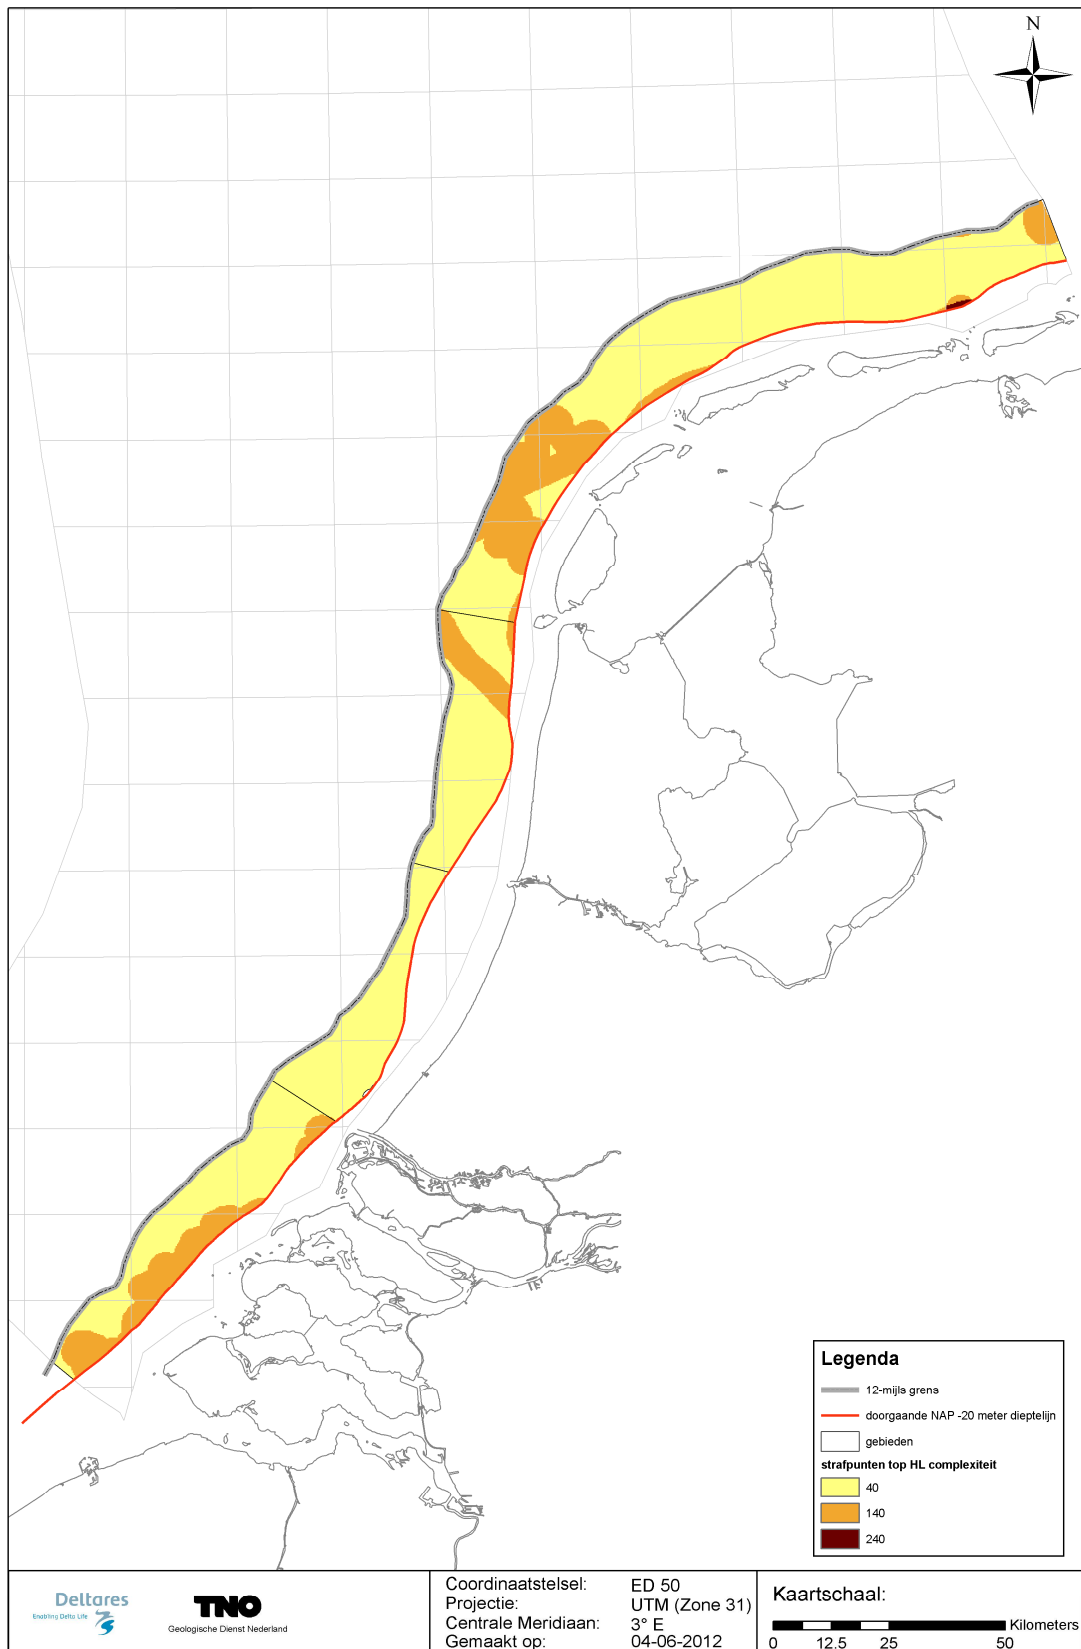 N
Legenda
12-mijls grens
doorgaande NAP -20 meter dieptelijn
gebieden
strafpunten top HL complexiteit
40
140
240
Deltares
Enabling Delta Life
TNO
Geologische Dienst Nederland
Coordinaatstelsel: ED 50
Projectie: UTM (Zone 31)
Centrale Meridiaan: 3° E
Gemaakt op: 04-06-2012
Kaartschaal:
Kilometers
0 12.5 25 50